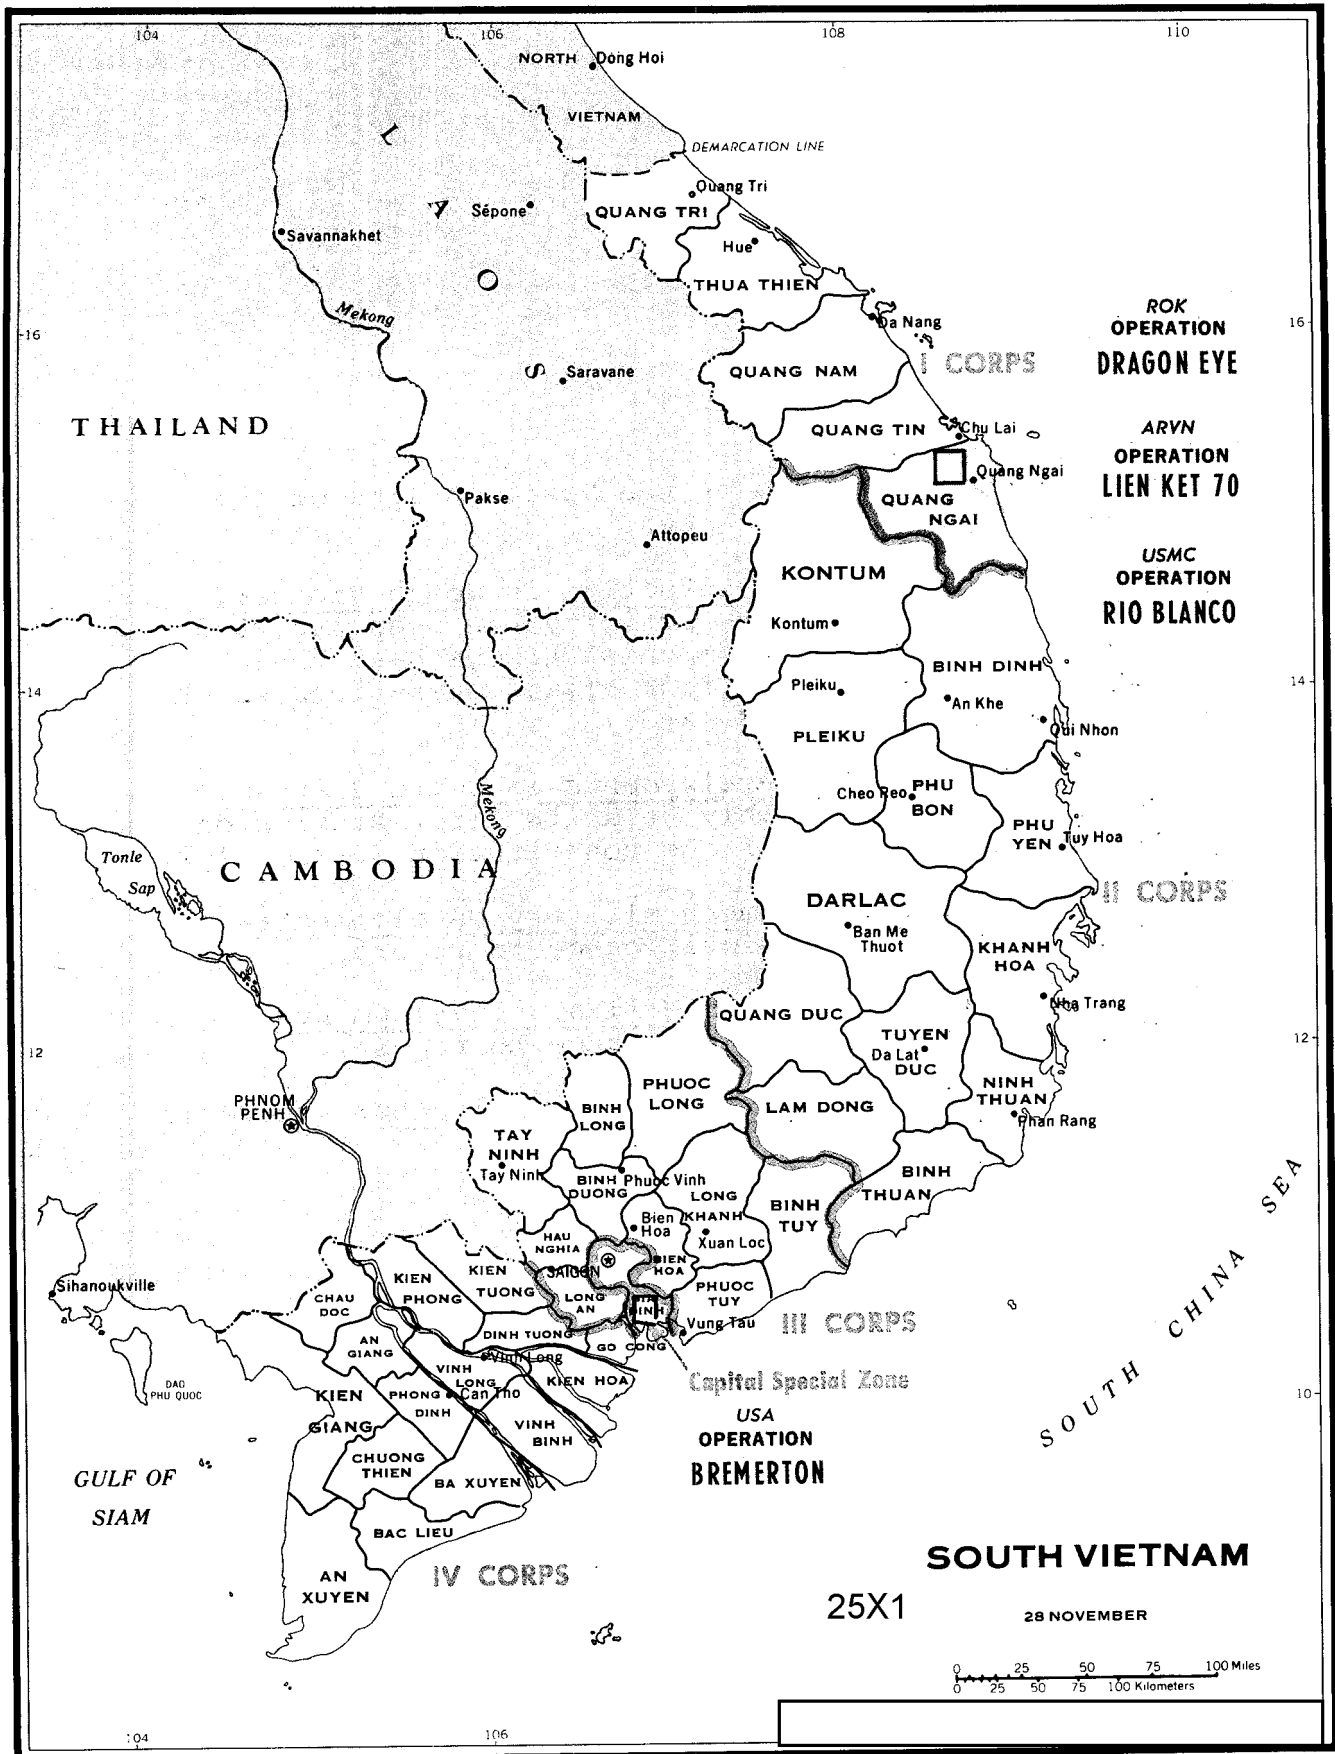 104
106
108
110
NORTH
Dong Hoi
VIETNAM
DEMARCATION LINE
L
A
O
S
Sépone
Quang Tri
QUANG TRI
Savannakhet
Hue
THUA THIEN
Mekong
16
Da Nang
16
ROK
OPERATION
DRAGON EYE
I CORPS
Saravane
QUANG NAM
THAILAND
QUANG TIN
Chu Lai
ARVN
OPERATION
LIEN KET 70
Quang Ngai
QUANG
NGAI
Pakse
Attopeu
USMC
OPERATION
RIO BLANCO
KONTUM
Kontum
BINH DINH
14
Pleiku
An Khe
14
Qui Nhon
PLEIKU
Mekong
Cheo Reo
PHU
BON
PHU
YEN
Tuy Hoa
Tonle
Sap
CAMBODIA
DARLAC
II CORPS
Ban Me
Thuot
KHANH
HOA
Nha Trang
QUANG DUC
12
TUYEN
Da Lat
DUC
12
PHUOC
LONG
NINH
THUAN
PHNOM
PENH
BINH
LONG
LAM DONG
Phan Rang
TAY
NINH
Tay Ninh
BINH
DUONG
Phuoc Vinh
BINH
THUAN
LONG
KHANH
BINH
TUY
Bien
Hoa
Xuan Loc
HAU
NGHIA
SAIGON
BIEN
HOA
KIEN
PHONG
KIEN
TUONG
PHUOC
TUY
Sihanoukville
CHAU
DOC
LONG
AN
GIA
DINH
Vung Tau
III CORPS
SOUTH CHINA SEA
AN
GIANG
DINH TUONG
GO CONG
Vinh Long
VINH
LONG
KIEN HOA
Capital Special Zone
DAO
PHU QUOC
KIEN
GIANG
PHONG
DINH
Can Tho
10
VINH
BINH
USA
OPERATION
BREMERTON
CHUONG
THIEN
BA XUYEN
GULF OF
SIAM
BAC LIEU
AN
XUYEN
IV CORPS
SOUTH VIETNAM
25X1
28 NOVEMBER
0 25 50 75 100 Miles
0 25 50 75 100 Kilometers
104
106